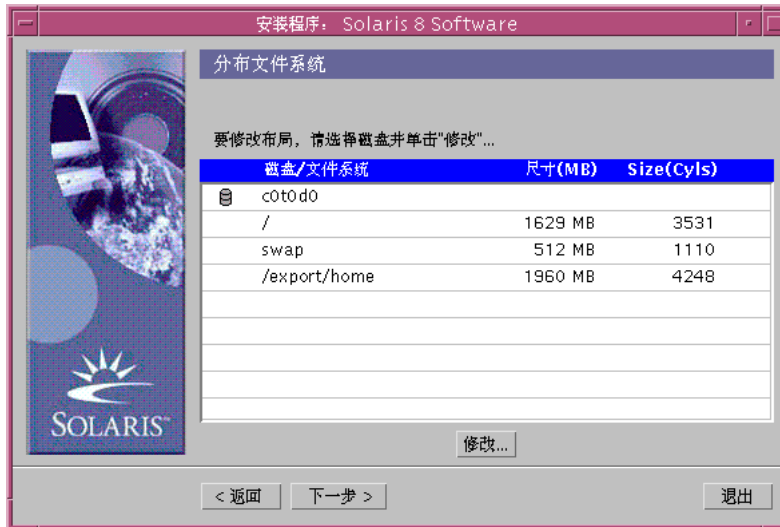 安装程序： Solaris 8 Software
分布文件系统
要修改布局，请选择磁盘并单击"修改"...
磁盘/文件系统 尺寸(MB) Size(Cyls)
c0t0d0
/ 1629 MB 3531
swap 512 MB 1110
/export/home 1960 MB 4248
SOLARIS™
修改...
< 返回 下一步 > 退出